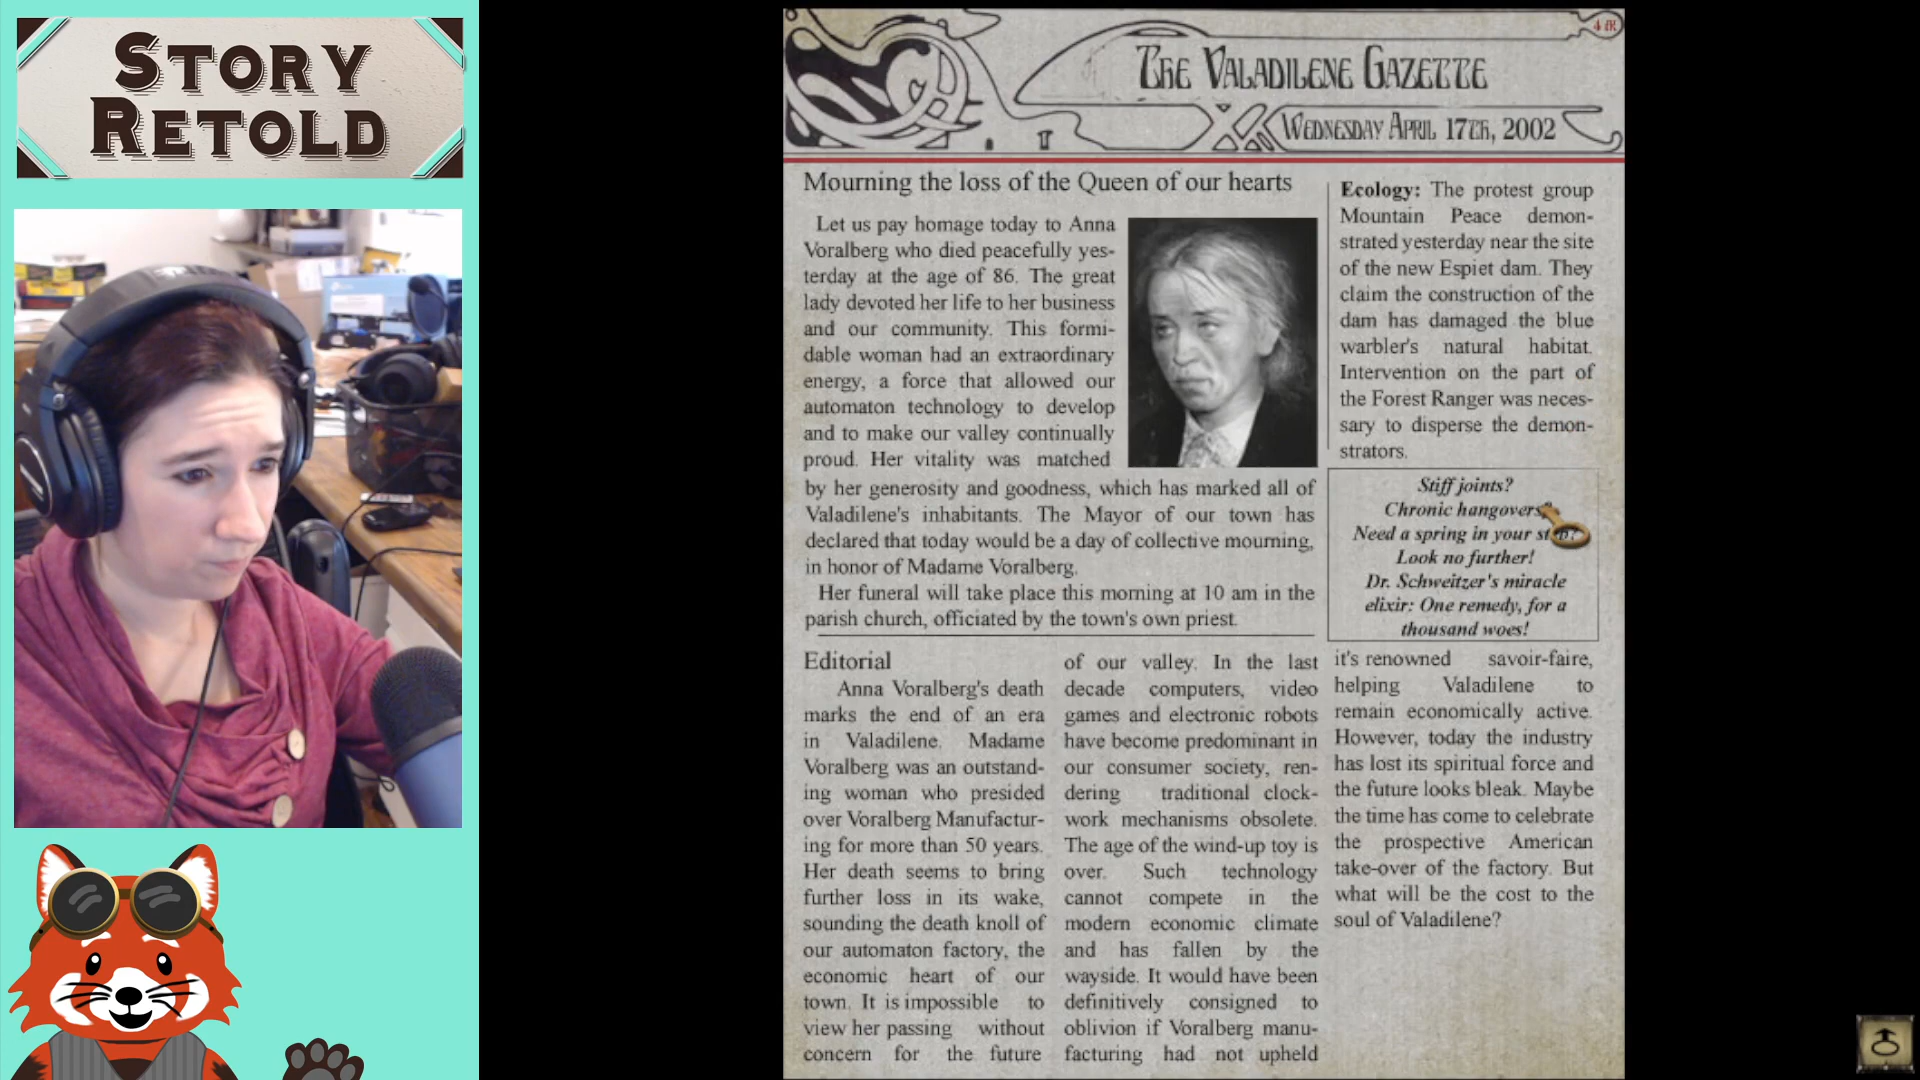 STORY
RETOLD
THE VALADILENE GAZETTE
WEDNESDAY APRIL 17TH, 2002
Mourning the loss of the Queen of our hearts
Let us pay homage today to Anna
Voralberg who died peacefully yes-
terday at the age of 86. The great
lady devoted her life to her business
and our community. This formi-
dable woman had an extraordinary
energy, a force that allowed our
automaton technology to develop
and to make our valley continually
proud. Her vitality was matched
by her generosity and goodness, which has marked all of
Valadilene's inhabitants. The Mayor of our town has
declared that today would be a day of collective mourning,
in honor of Madame Voralberg.
Her funeral will take place this morning at 10 am in the
parish church, officiated by the town's own priest.
Ecology: The protest group
Mountain Peace demon-
strated yesterday near the site
of the new Espiet dam. They
claim the construction of the
dam has damaged the blue
warbler's natural habitat.
Intervention on the part of
the Forest Ranger was neces-
sary to disperse the demon-
strators.
Stiff joints?
Chronic hangovers
Need a spring in your
Look no further!
Dr. Schweitzer's miracle
elixir: One remedy, for a
thousand woes!
Editorial
Anna Voralberg's death
marks the end of an era
in Valadilene. Madame
Voralberg was an outstand-
ing woman who presided
over Voralberg Manufactur-
ing for more than 50 years.
Her death seems to bring
further loss in its wake,
sounding the death knoll of
our automaton factory, the
economic heart of our
town. It is impossible to
view her passing without
concern for the future
of our valley. In the last
decade computers, video
games and electronic robots
have become predominant in
our consumer society, ren-
dering traditional clock-
work mechanisms obsolete.
The age of the wind-up toy is
over. Such technology
cannot compete in the
modern economic climate
and has fallen by the
wayside. It would have been
definitively consigned to
oblivion if Voralberg manu-
facturing had not upheld
it's renowned savoir-faire,
helping Valadilene to
remain economically active.
However, today the industry
has lost its spiritual force and
the future looks bleak. Maybe
the time has come to celebrate
the prospective American
take-over of the factory. But
what will be the cost to the
soul of Valadilene?